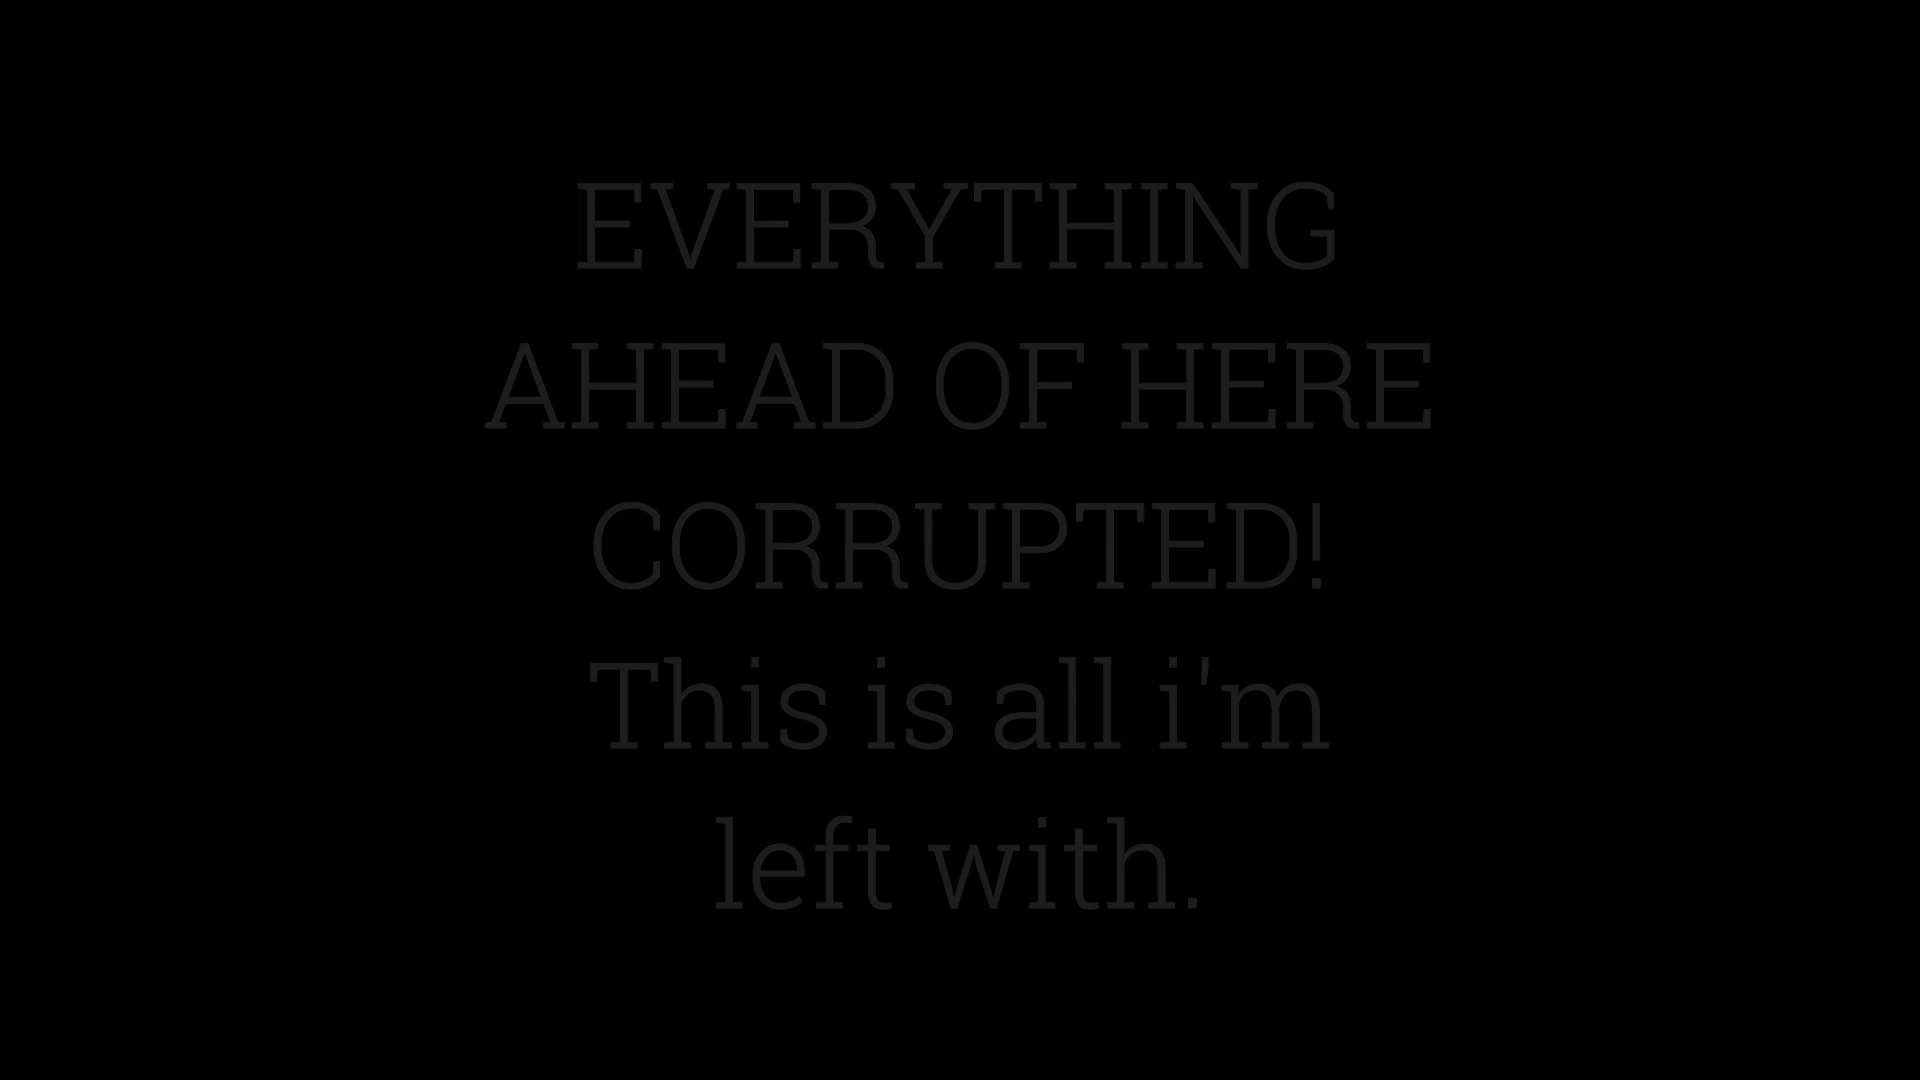 EVERYTHING
AHEAD OF HERE
CORRUPTED!
This is all i'm
left with.